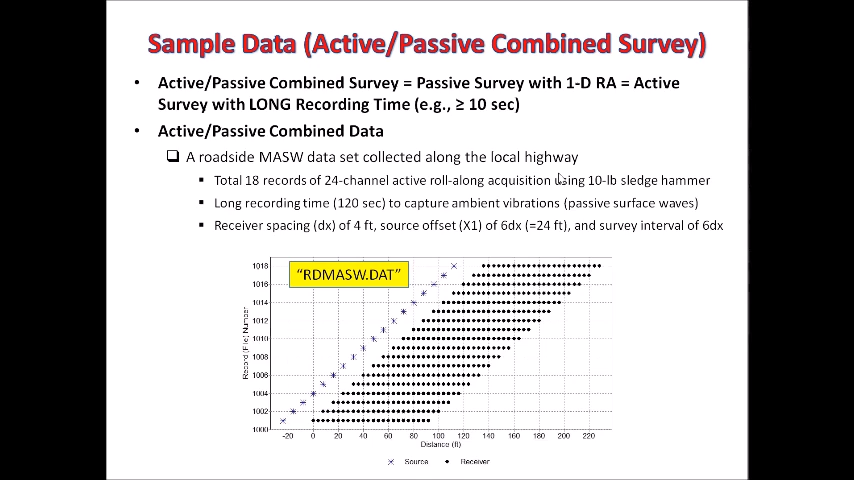 Sample Data (Active/Passive Combined Survey)
• Active/Passive Combined Survey = Passive Survey with 1-D RA = Active
Survey with LONG Recording Time (e.g., ≥ 10 sec)
• Active/Passive Combined Data
❑ A roadside MASW data set collected along the local highway
▪ Total 18 records of 24-channel active roll-along acquisition using 10-lb sledge hammer
▪ Long recording time (120 sec) to capture ambient vibrations (passive surface waves)
▪ Receiver spacing (dx) of 4 ft, source offset (X1) of 6dx (=24 ft), and survey interval of 6dx
"RDMASW.DAT"
Record (File) Number
1018
1016
1014
1012
1010
1008
1006
1004
1002
1000
-20 0 20 40 60 80 100 120 140 160 180 200 220
Distance (ft)
Source Receiver